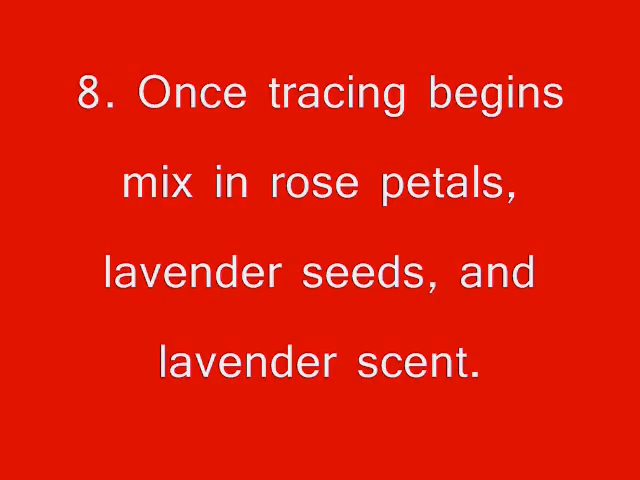 8. Once tracing begins
mix in rose petals,
lavender seeds, and
lavender scent.